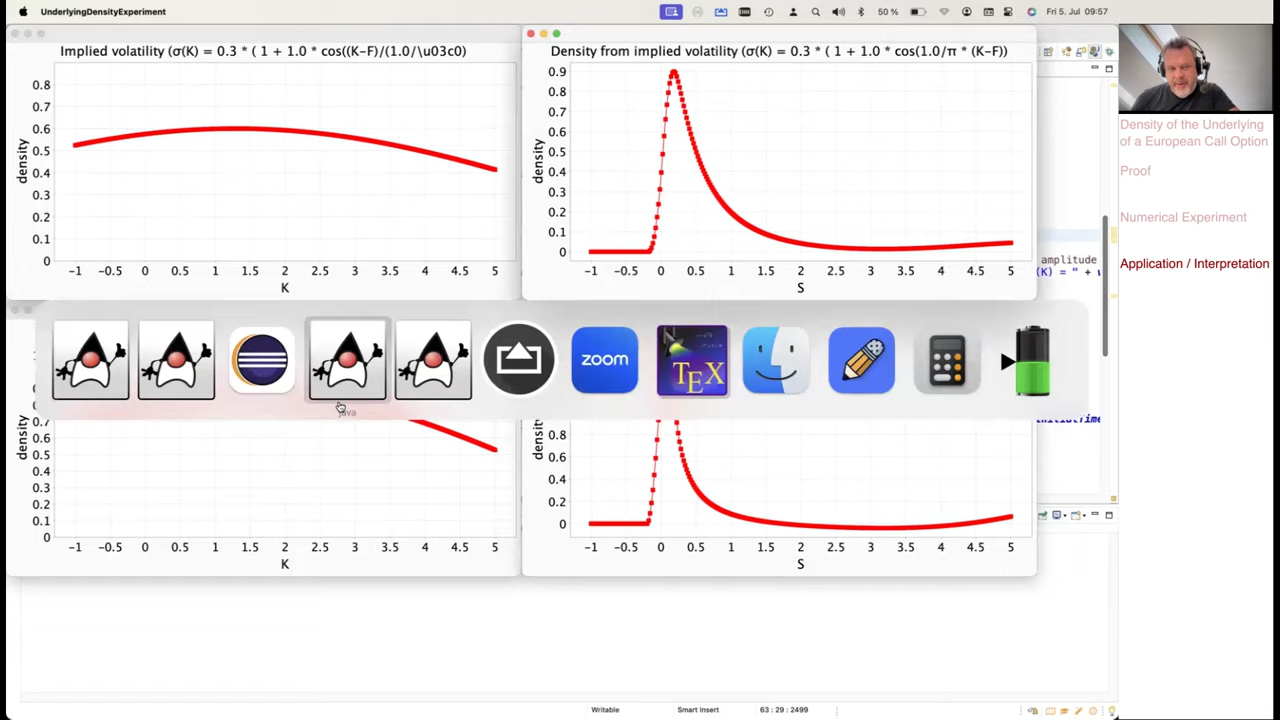 UnderlyingDensityExperiment
50 %
Fri 5. Jul 09:57
Implied volatility (σ(K) = 0.3 * ( 1 + 1.0 * cos((K-F)/(1.0/\u03c0)
density
0.8
0.7
0.6
0.5
0.4
0.3
0.2
0.1
0
-1 -0.5 0 0.5 1 1.5 2 2.5 3 3.5 4 4.5 5
K
Density from implied volatility (σ(K) = 0.3 * ( 1 + 1.0 * cos(1.0/π * (K-F))
density
0.9
0.8
0.7
0.6
0.5
0.4
0.3
0.2
0.1
0
-1 -0.5 0 0.5 1 1.5 2 2.5 3 3.5 4 4.5 5
S
Density of the Underlying
of a European Call Option
Proof
Numerical Experiment
Application / Interpretation
amplitude
(K) = " +
zoom
TEX
java
density
0.7
0.6
0.5
0.4
0.3
0.2
0.1
0
-1 -0.5 0 0.5 1 1.5 2 2.5 3 3.5 4 4.5 5
K
density
0.8
0.6
0.4
0.2
0
-1 -0.5 0 0.5 1 1.5 2 2.5 3 3.5 4 4.5 5
S
Writable
Smart Insert
63 : 29 : 2499